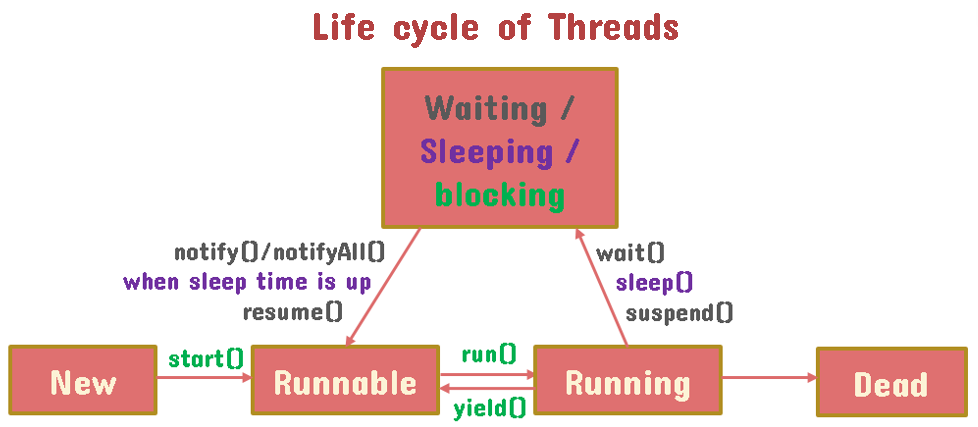 Life cycle of Threads
Waiting /
Sleeping /
blocking
notify()/notifyAll()
when sleep time is up
resume()
wait()
sleep()
suspend()
New
start()
Runnable
run()
yield()
Running
Dead